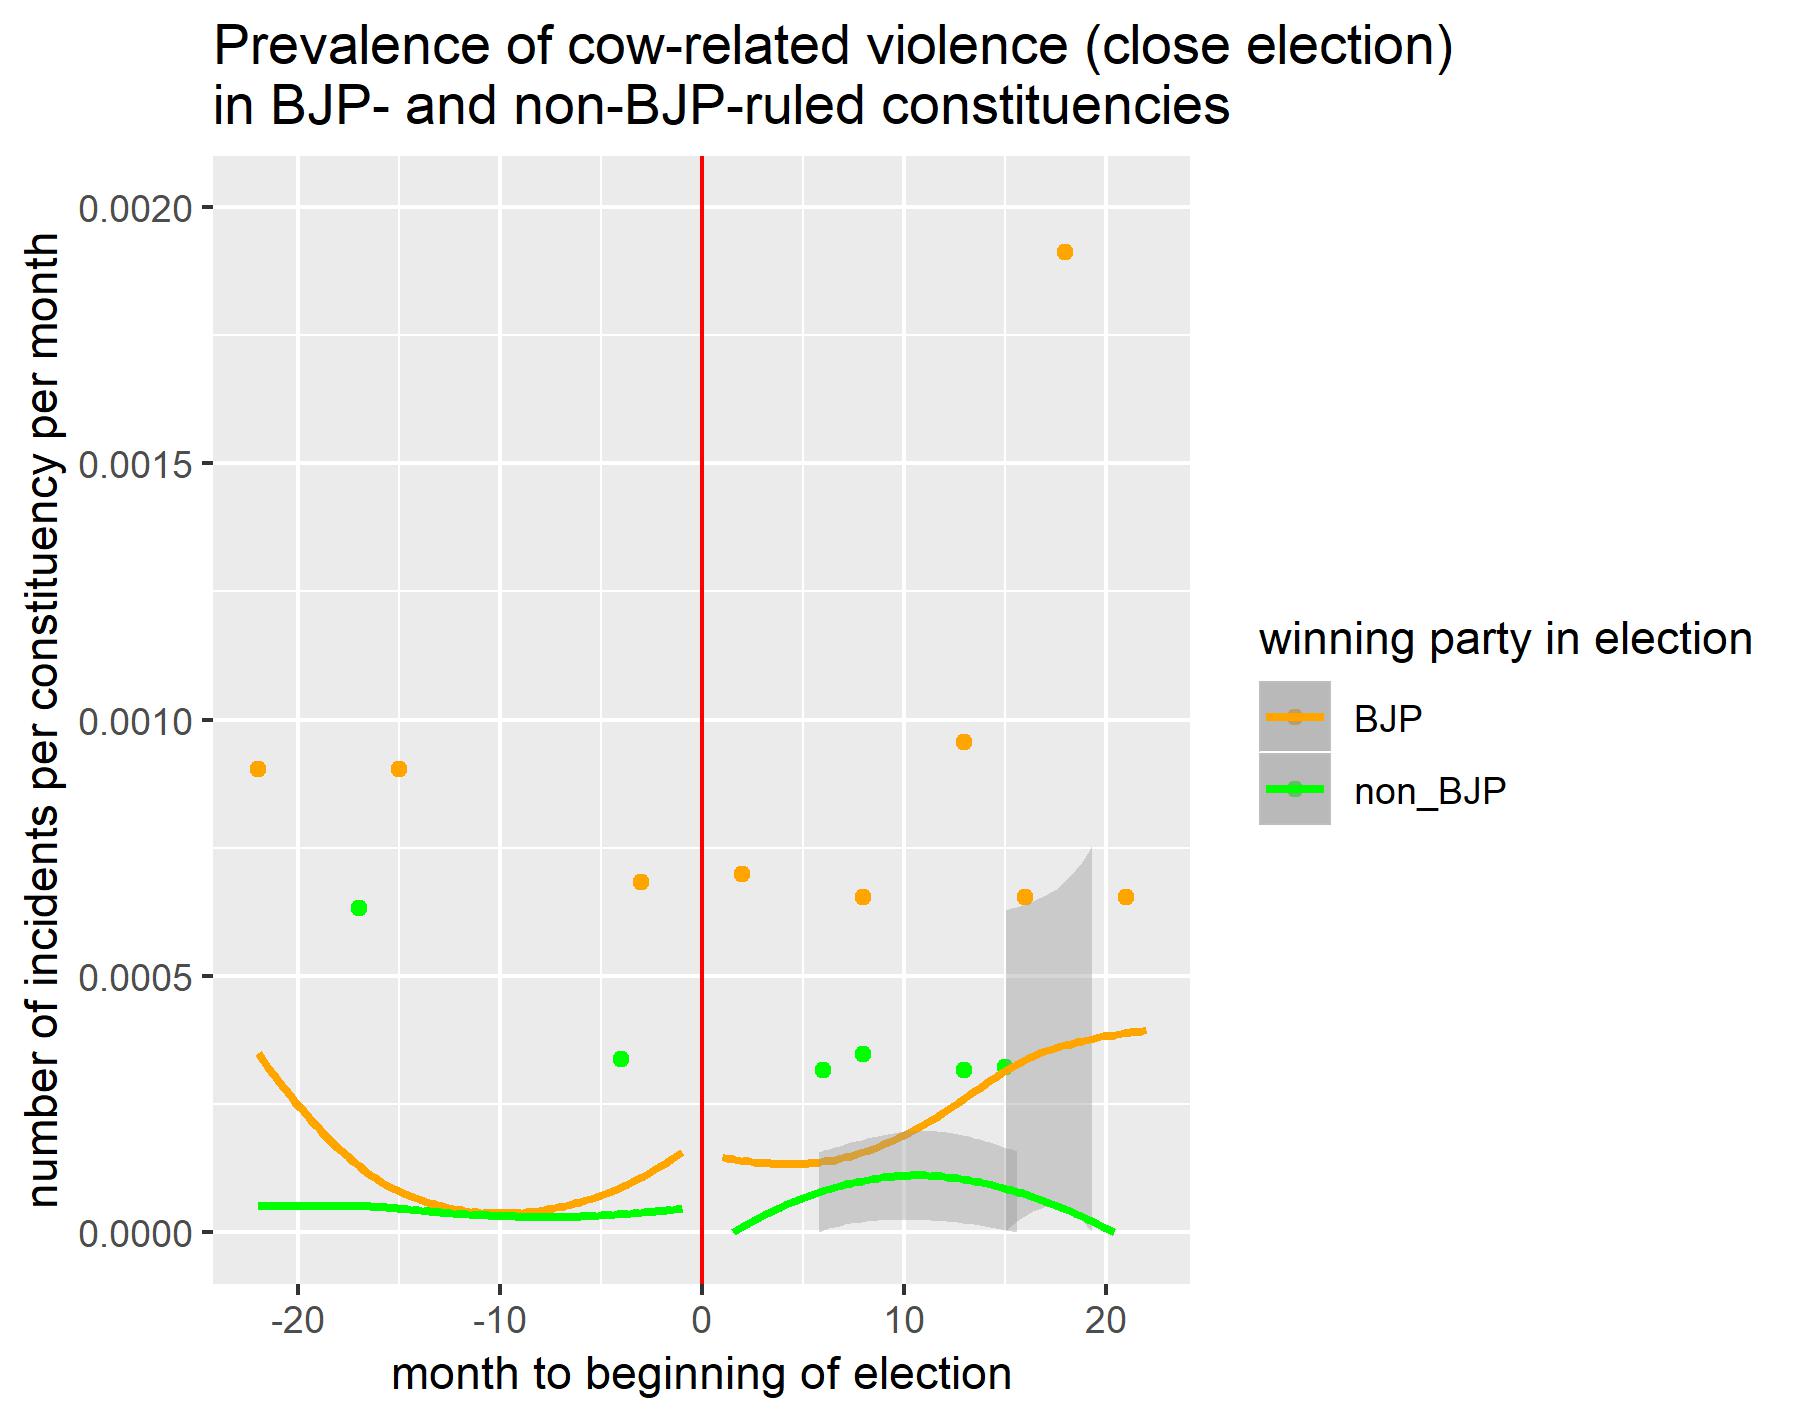 Prevalence of cow-related violence (close election)
in BJP- and non-BJP-ruled constituencies
number of incidents per constituency per month
0.0020
0.0015
0.0010
0.0005
0.0000
-20
-10
0
10
20
month to beginning of election
winning party in election
BJP
non_BJP